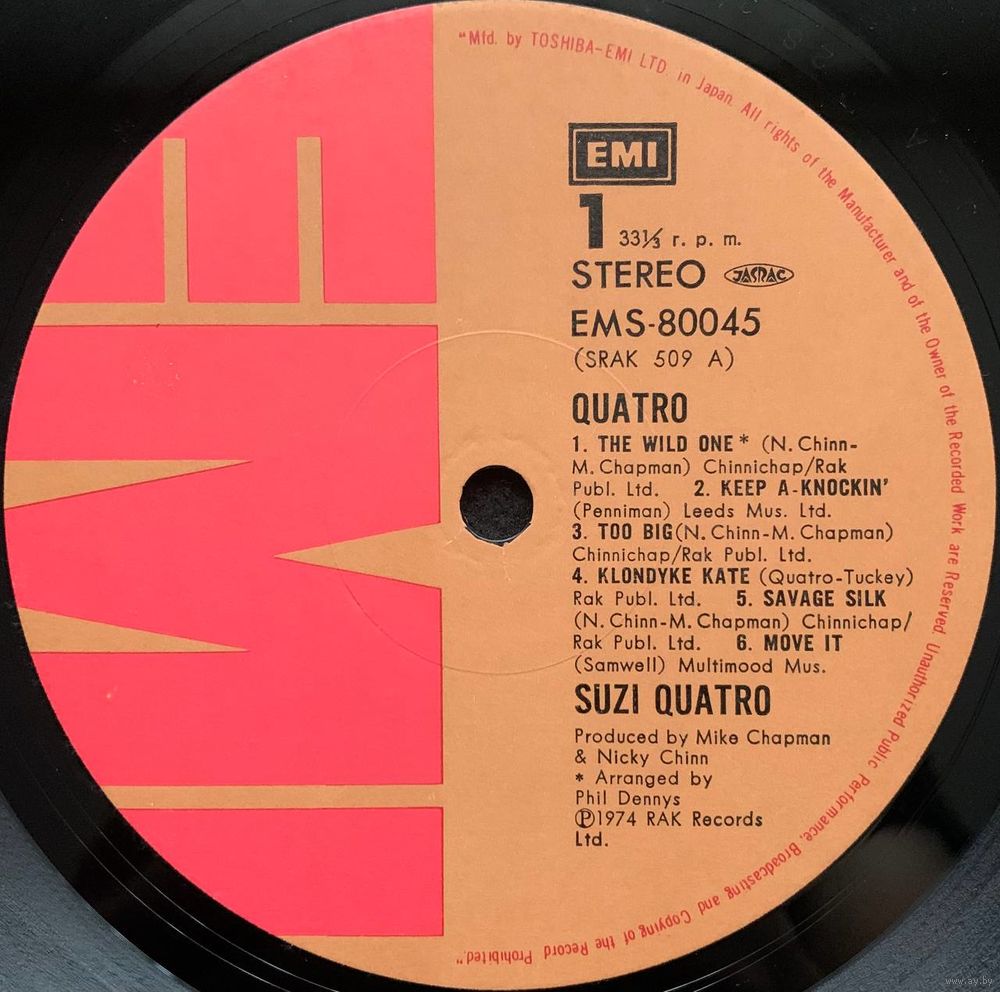 "Mfd. by TOSHIBA-EMI LTD. in Japan. All rights of the Manufacturer and of the Owner of the Recorded Work are Reserved. Unauthorized Public Performance, Broadcasting and Copying of the Record Prohibited."
EMI
1 33⅓ r. p. m.
STEREO JASRAC
EMS-80045
(SRAK 509 A)
QUATRO
1. THE WILD ONE* (N. Chinn-
M. Chapman) Chinnichap/Rak
Publ. Ltd. 2. KEEP A-KNOCKIN'
(Penniman) Leeds Mus. Ltd.
3. TOO BIG (N. Chinn-M. Chapman)
Chinnichap/Rak Publ. Ltd.
4. KLONDYKE KATE (Quatro-Tuckey)
Rak Publ. Ltd. 5. SAVAGE SILK
(N. Chinn-M. Chapman) Chinnichap/
Rak Publ. Ltd. 6. MOVE IT
(Samwell) Multimood Mus.
SUZI QUATRO
Produced by Mike Chapman
& Nicky Chinn
* Arranged by
Phil Dennys
Ⓟ1974 RAK Records
Ltd.
EMI
www.ay.by